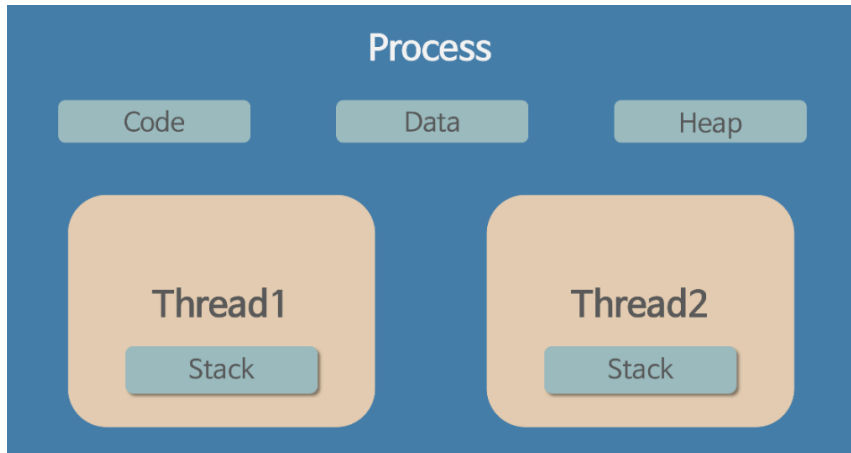 Process
Code Data Heap
Thread1 Thread2
Stack Stack